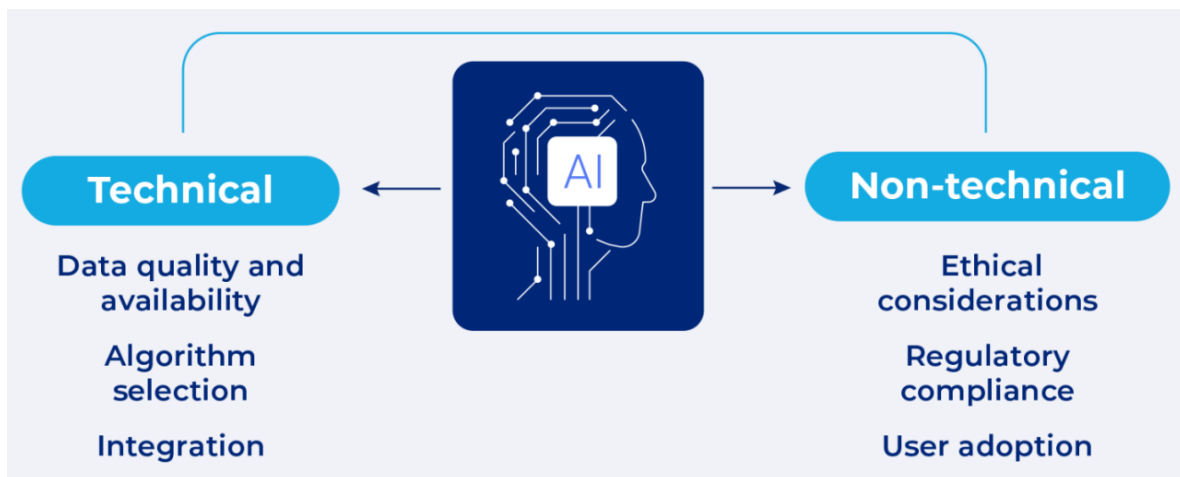 AI
Technical
Data quality and
availability
Algorithm
selection
Integration
Non-technical
Ethical
considerations
Regulatory
compliance
User adoption